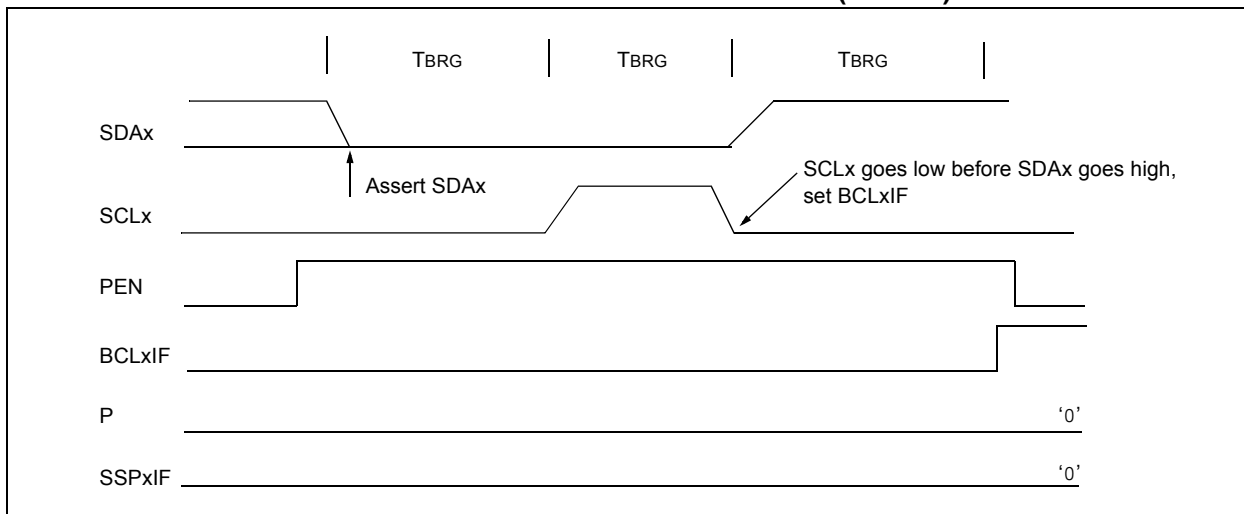 TBRG TBRG TBRG
SDAx
Assert SDAx
SCLx goes low before SDAx goes high,
set BCLxIF
SCLx
PEN
BCLxIF
P '0'
SSPxIF '0'